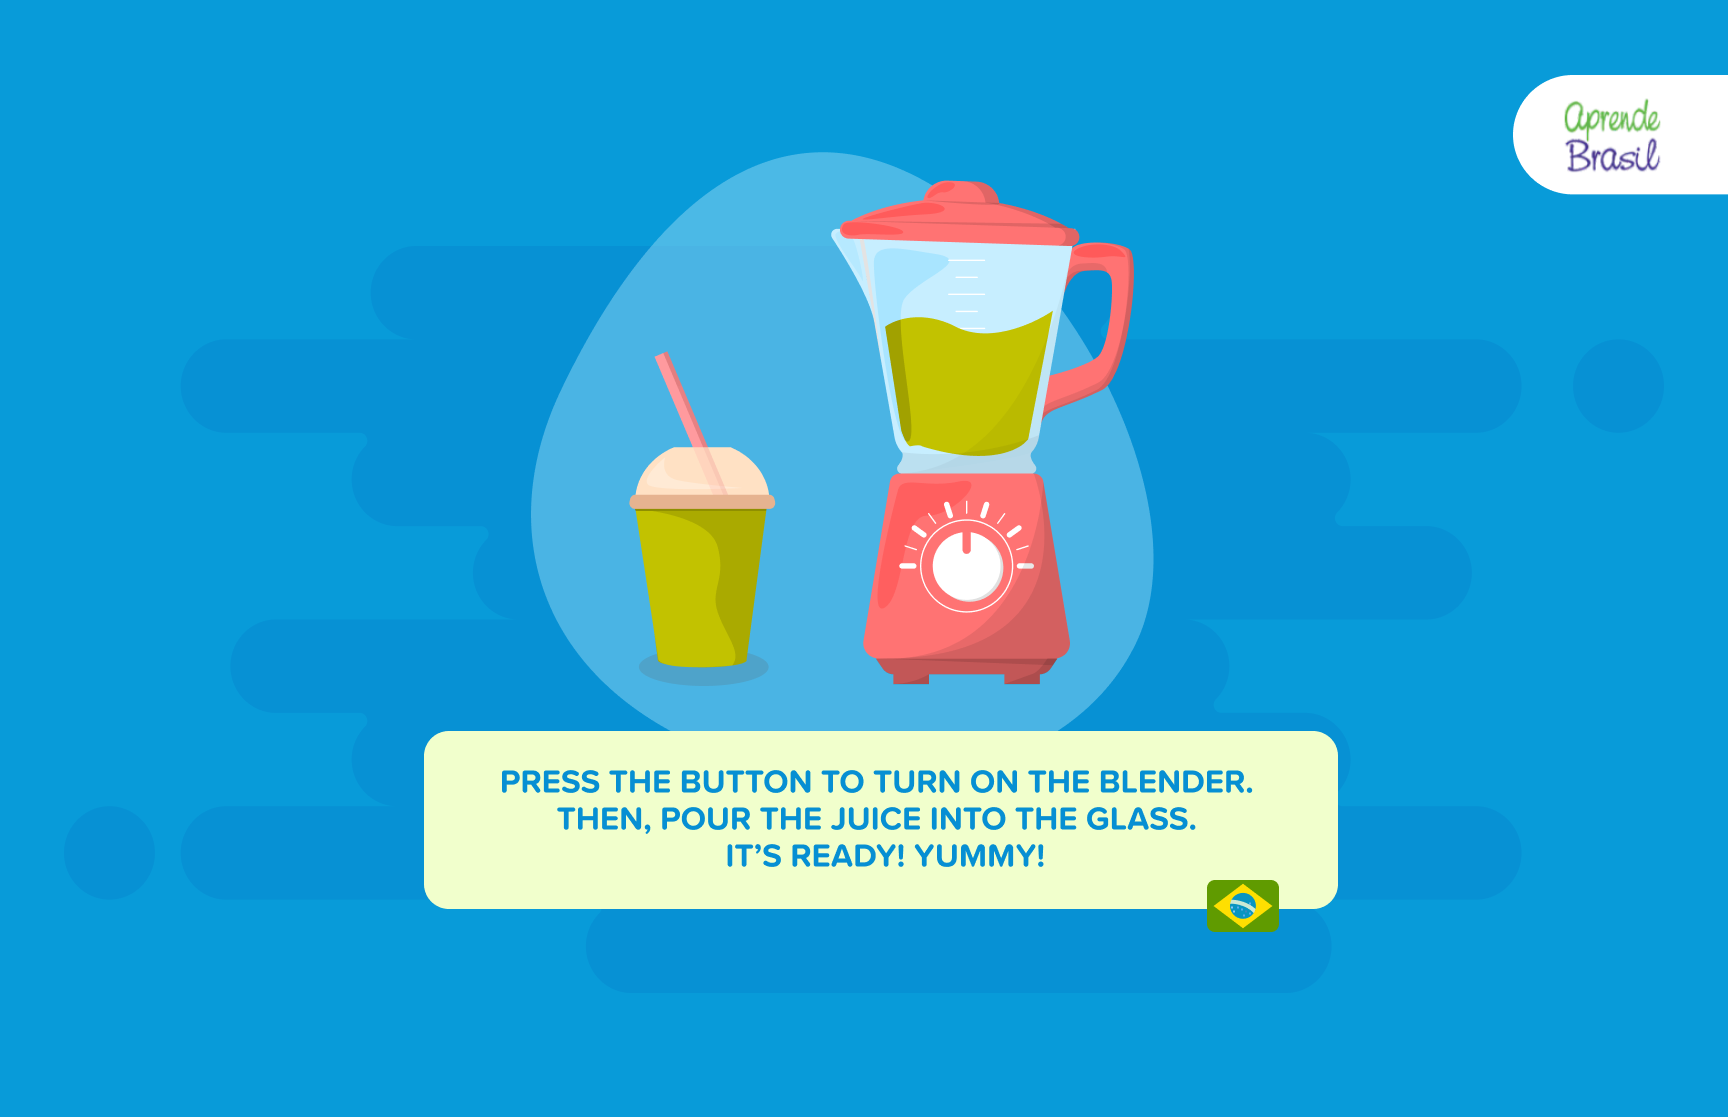 aprende
Brasil
PRESS THE BUTTON TO TURN ON THE BLENDER.
THEN, POUR THE JUICE INTO THE GLASS.
IT’S READY! YUMMY!